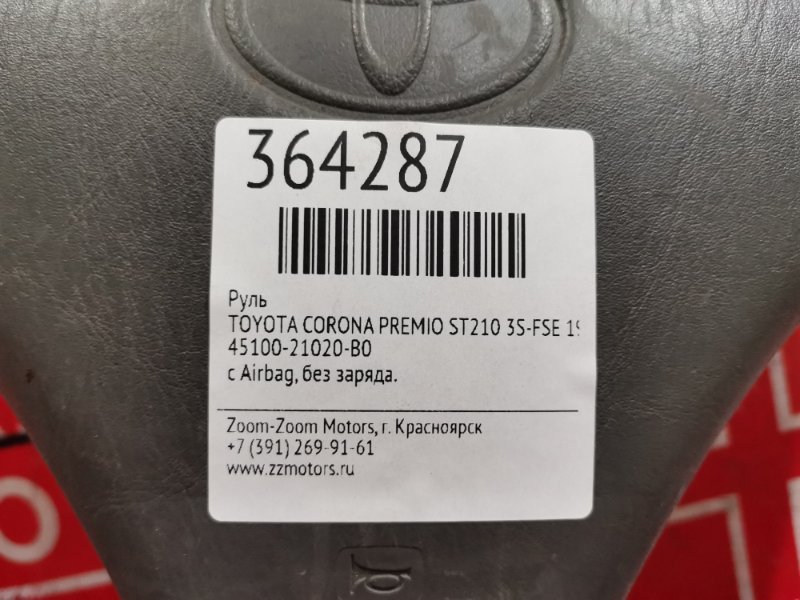 364287
Руль
TOYOTA CORONA PREMIO ST210 3S-FSE 19
45100-21020-B0
с Airbag, без заряда.
Zoom-Zoom Motors, г. Красноярск
+7 (391) 269-91-61
www.zzmotors.ru